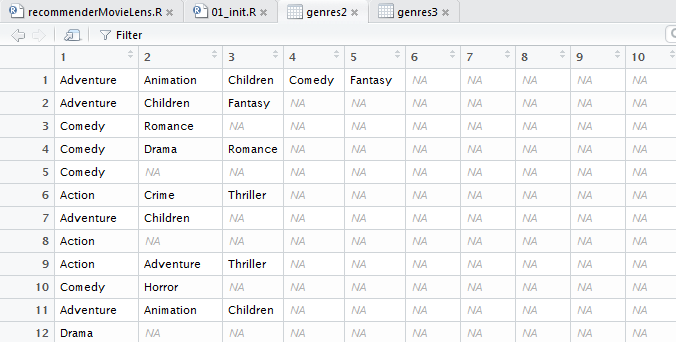 recommenderMovieLens.R × 01_init.R × genres2 × genres3 ×
Filter
1 2 3 4 5 6 7 8 9 10
1 Adventure Animation Children Comedy Fantasy NA NA NA NA NA
2 Adventure Children Fantasy NA NA NA NA NA NA NA
3 Comedy Romance NA NA NA NA NA NA NA NA
4 Comedy Drama Romance NA NA NA NA NA NA NA
5 Comedy NA NA NA NA NA NA NA NA NA
6 Action Crime Thriller NA NA NA NA NA NA NA
7 Adventure Children NA NA NA NA NA NA NA NA
8 Action NA NA NA NA NA NA NA NA NA
9 Action Adventure Thriller NA NA NA NA NA NA NA
10 Comedy Horror NA NA NA NA NA NA NA NA
11 Adventure Animation Children NA NA NA NA NA NA NA
12 Drama NA NA NA NA NA NA NA NA NA